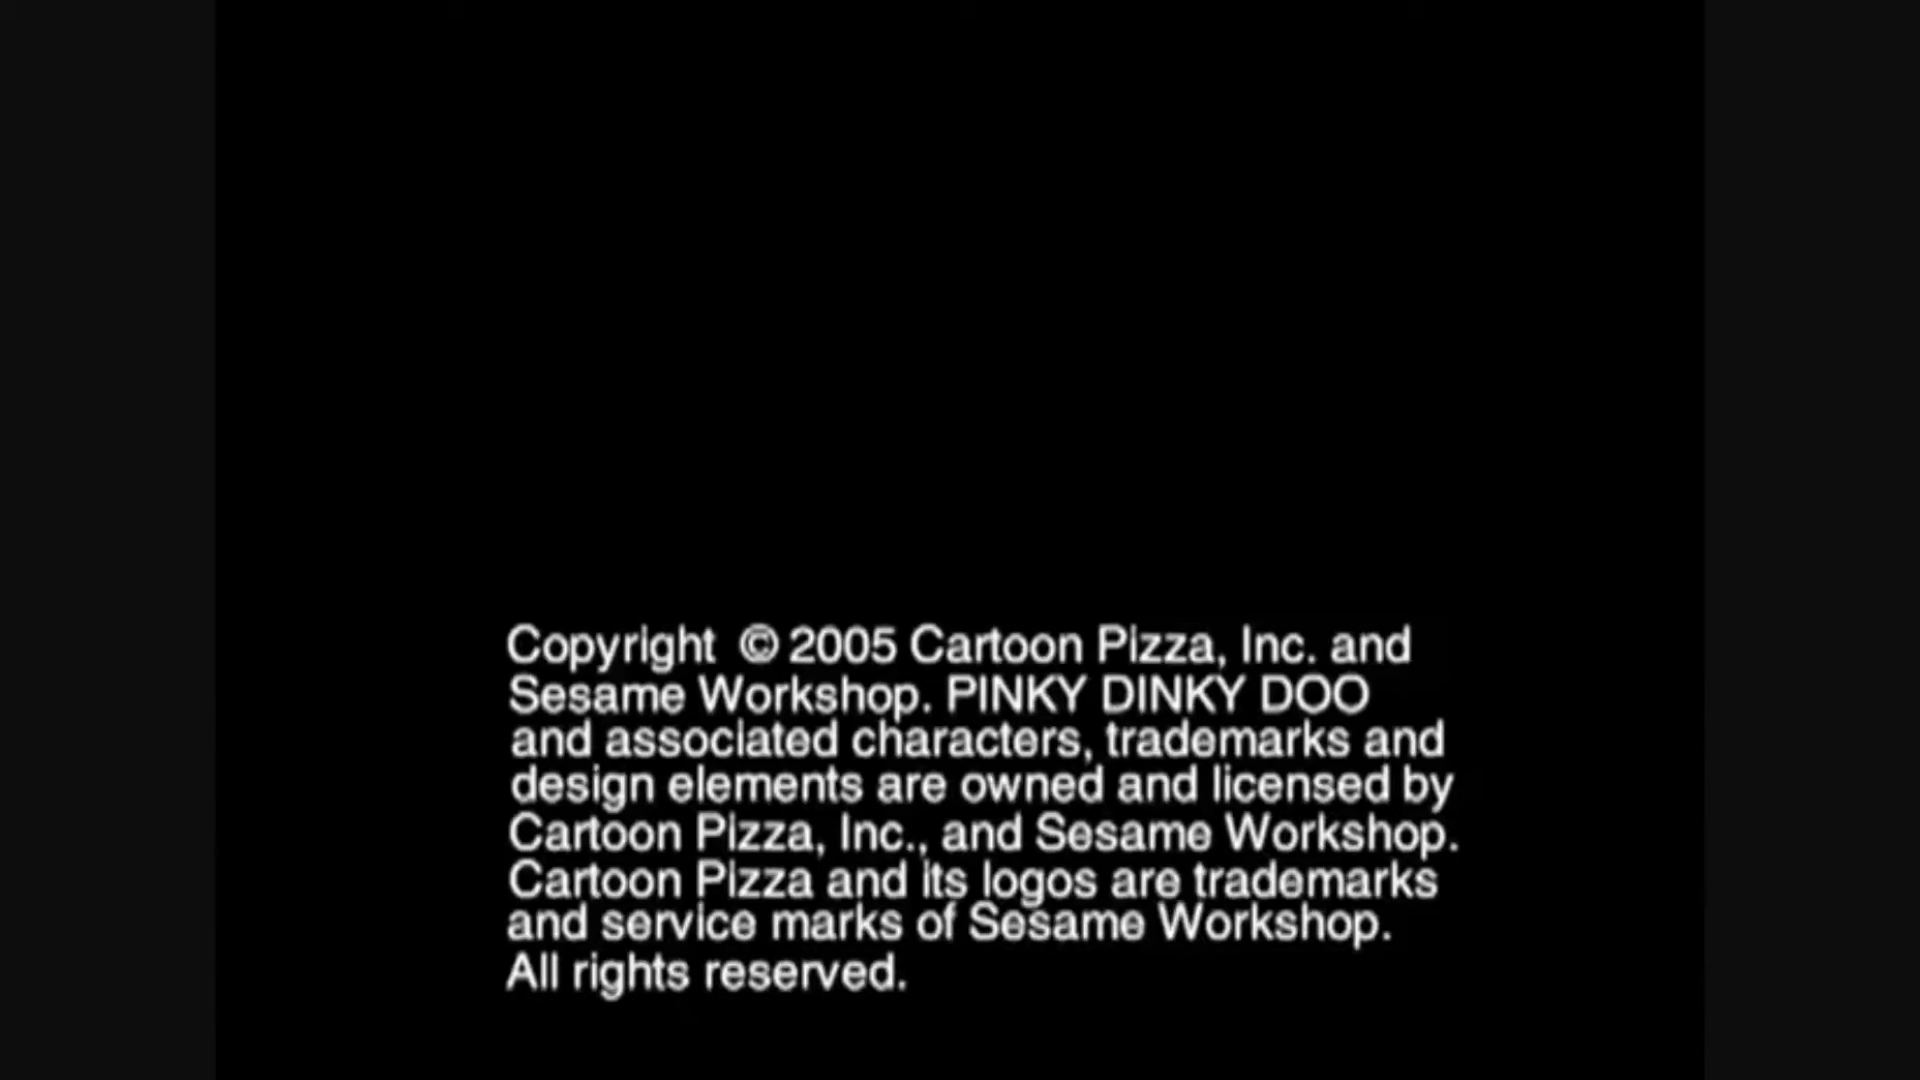 Copyright © 2005 Cartoon Pizza, Inc. and
Sesame Workshop. PINKY DINKY DOO
and associated characters, trademarks and
design elements are owned and licensed by
Cartoon Pizza, Inc., and Sesame Workshop.
Cartoon Pizza and its logos are trademarks
and service marks of Sesame Workshop.
All rights reserved.